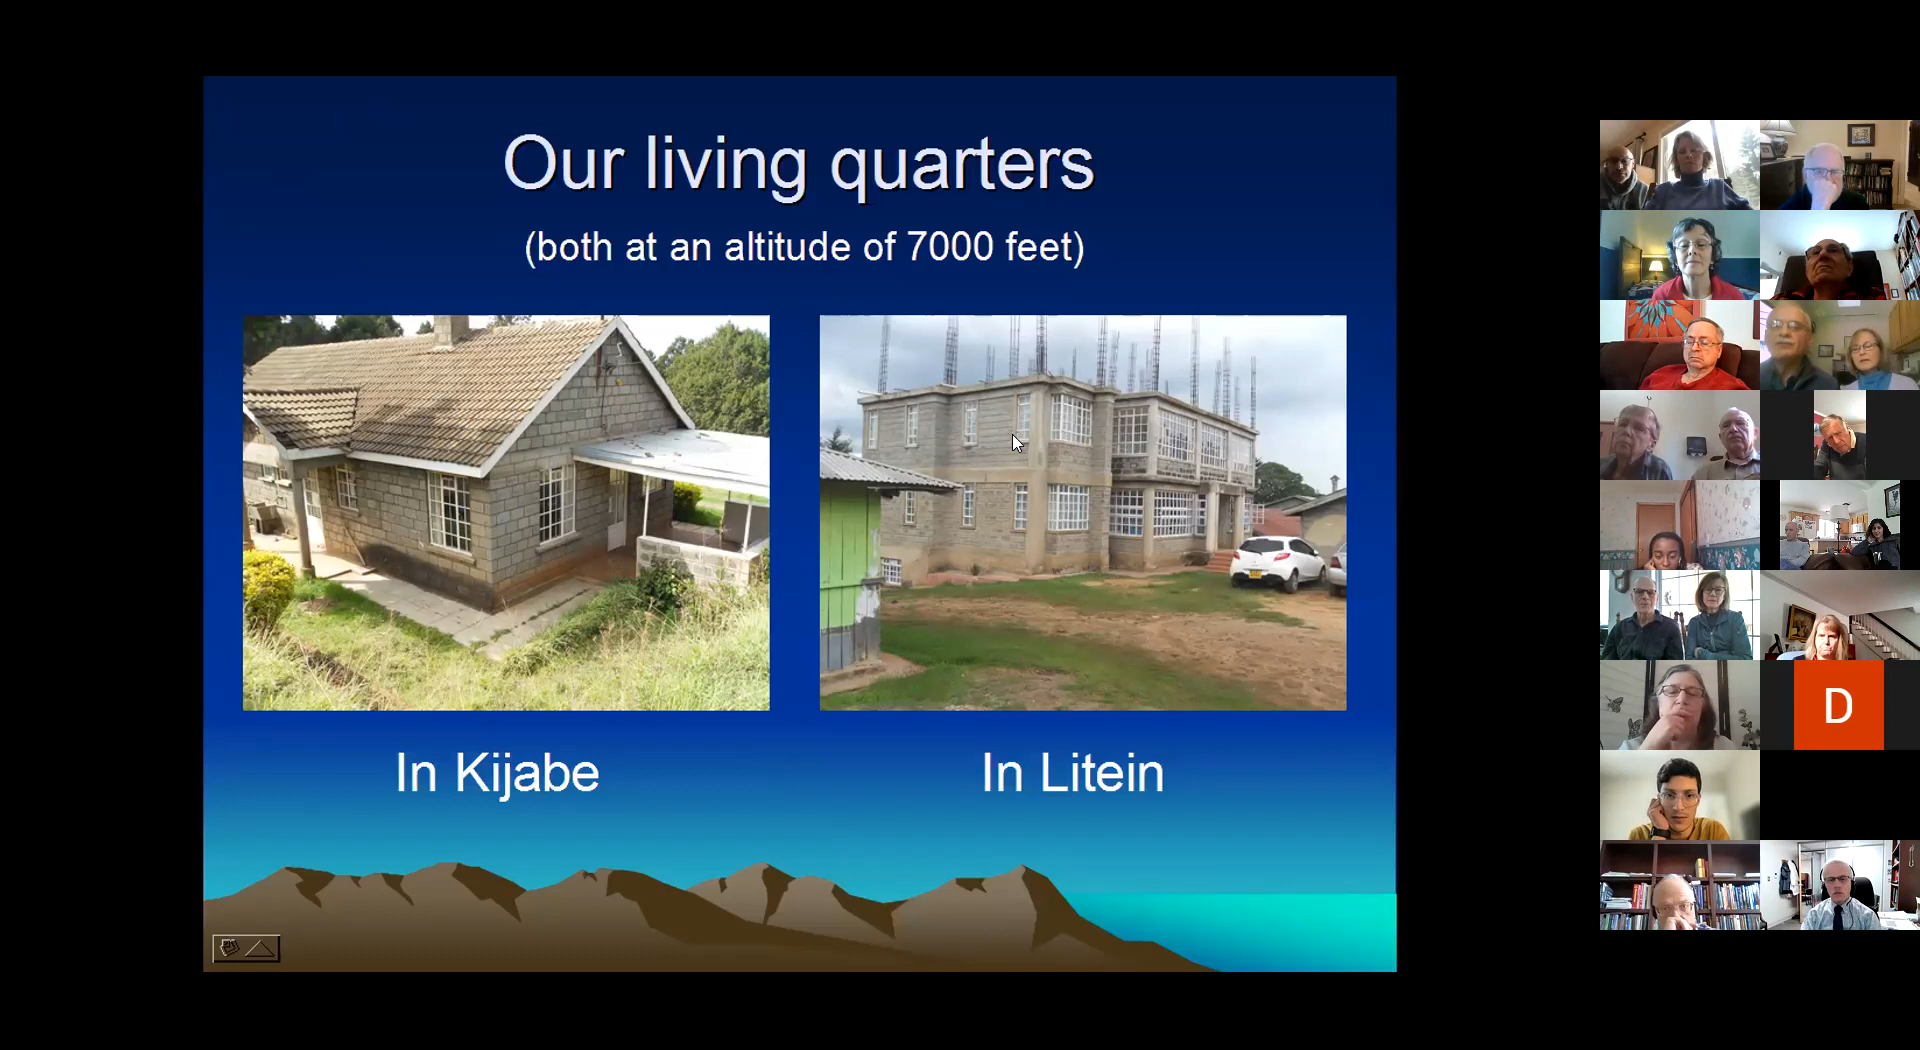 Our living quarters
(both at an altitude of 7000 feet)
In Kijabe
In Litein
D